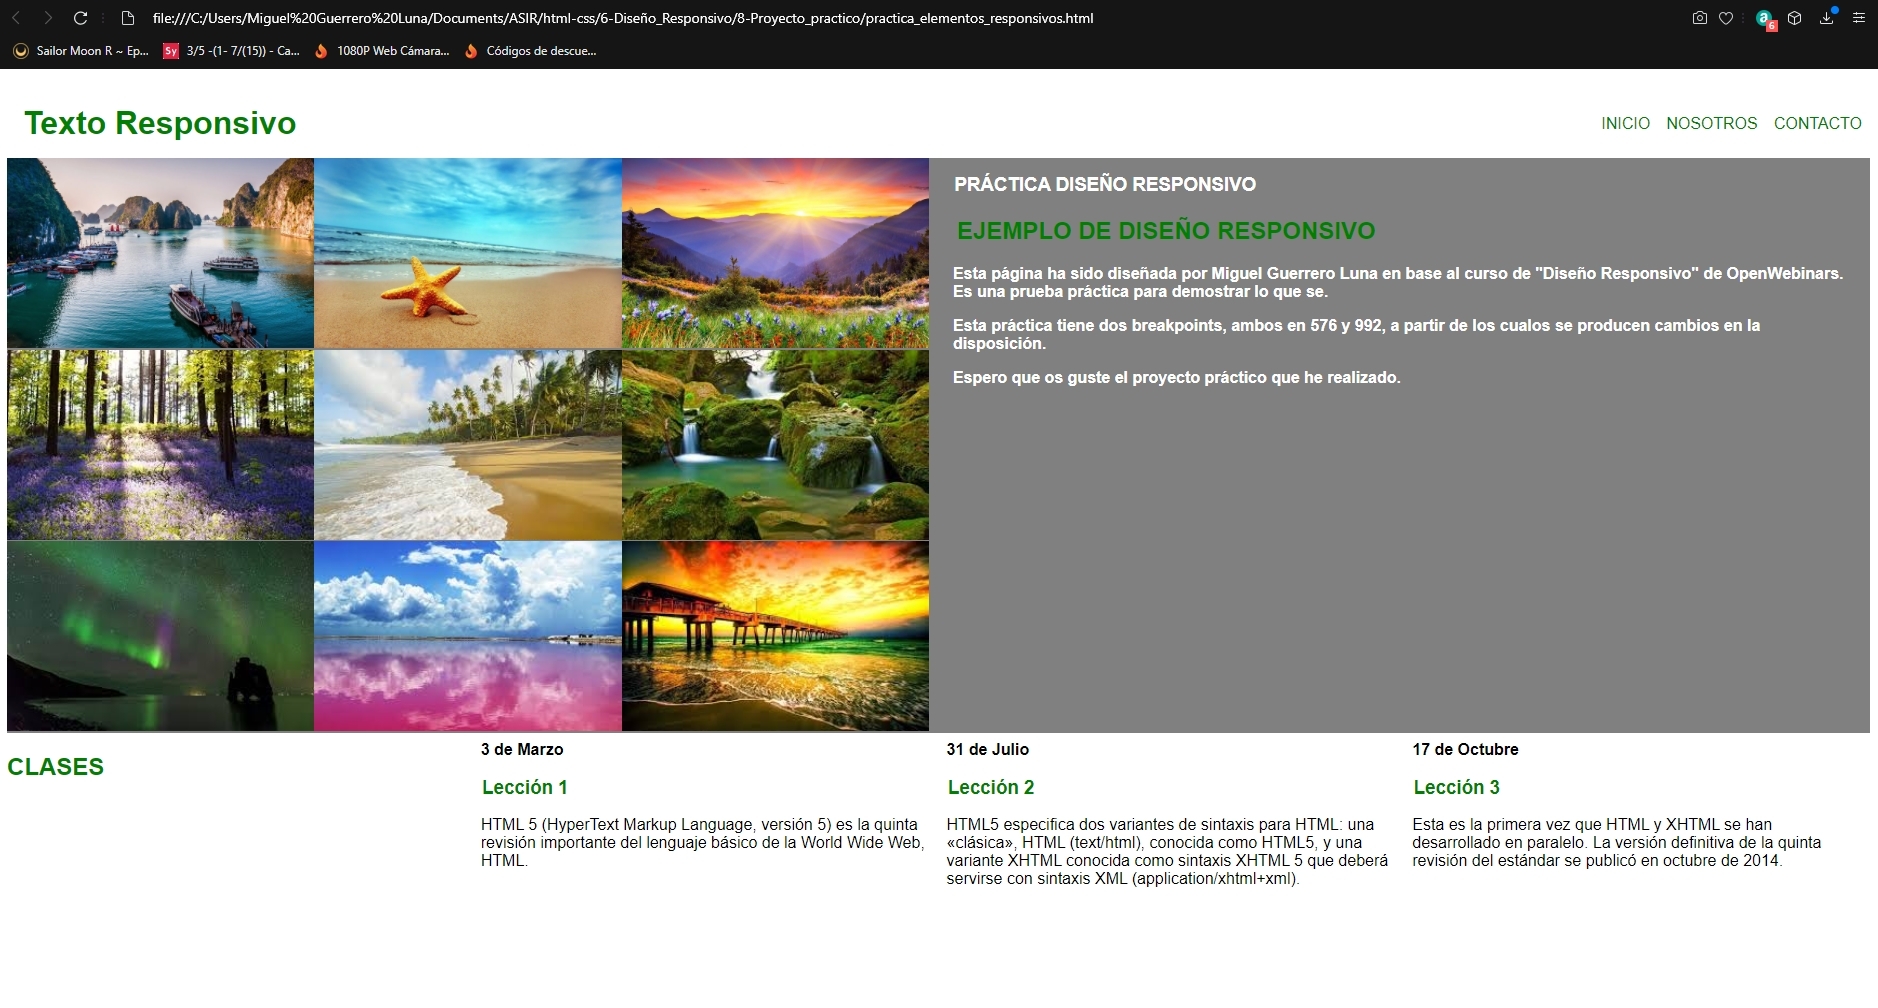 file:///C:/Users/Miguel%20Guerrero%20Luna/Documents/ASIR/html-css/6-Diseño_Responsivo/8-Proyecto_practico/practica_elementos_responsivos.html
6
Sailor Moon R ~ Ep...
Sy
3/5 -(1- 7/(15)) - Ca...
1080P Web Cámara...
Códigos de descue...
Texto Responsivo
INICIO NOSOTROS CONTACTO
PRÁCTICA DISEÑO RESPONSIVO
EJEMPLO DE DISEÑO RESPONSIVO
Esta página ha sido diseñada por Miguel Guerrero Luna en base al curso de "Diseño Responsivo" de OpenWebinars.
Es una prueba práctica para demostrar lo que se.
Esta práctica tiene dos breakpoints, ambos en 576 y 992, a partir de los cualos se producen cambios en la
disposición.
Espero que os guste el proyecto práctico que he realizado.
CLASES
3 de Marzo
Lección 1
HTML 5 (HyperText Markup Language, versión 5) es la quinta
revisión importante del lenguaje básico de la World Wide Web,
HTML.
31 de Julio
Lección 2
HTML5 especifica dos variantes de sintaxis para HTML: una
«clásica», HTML (text/html), conocida como HTML5, y una
variante XHTML conocida como sintaxis XHTML 5 que deberá
servirse con sintaxis XML (application/xhtml+xml).
17 de Octubre
Lección 3
Esta es la primera vez que HTML y XHTML se han
desarrollado en paralelo. La versión definitiva de la quinta
revisión del estándar se publicó en octubre de 2014.